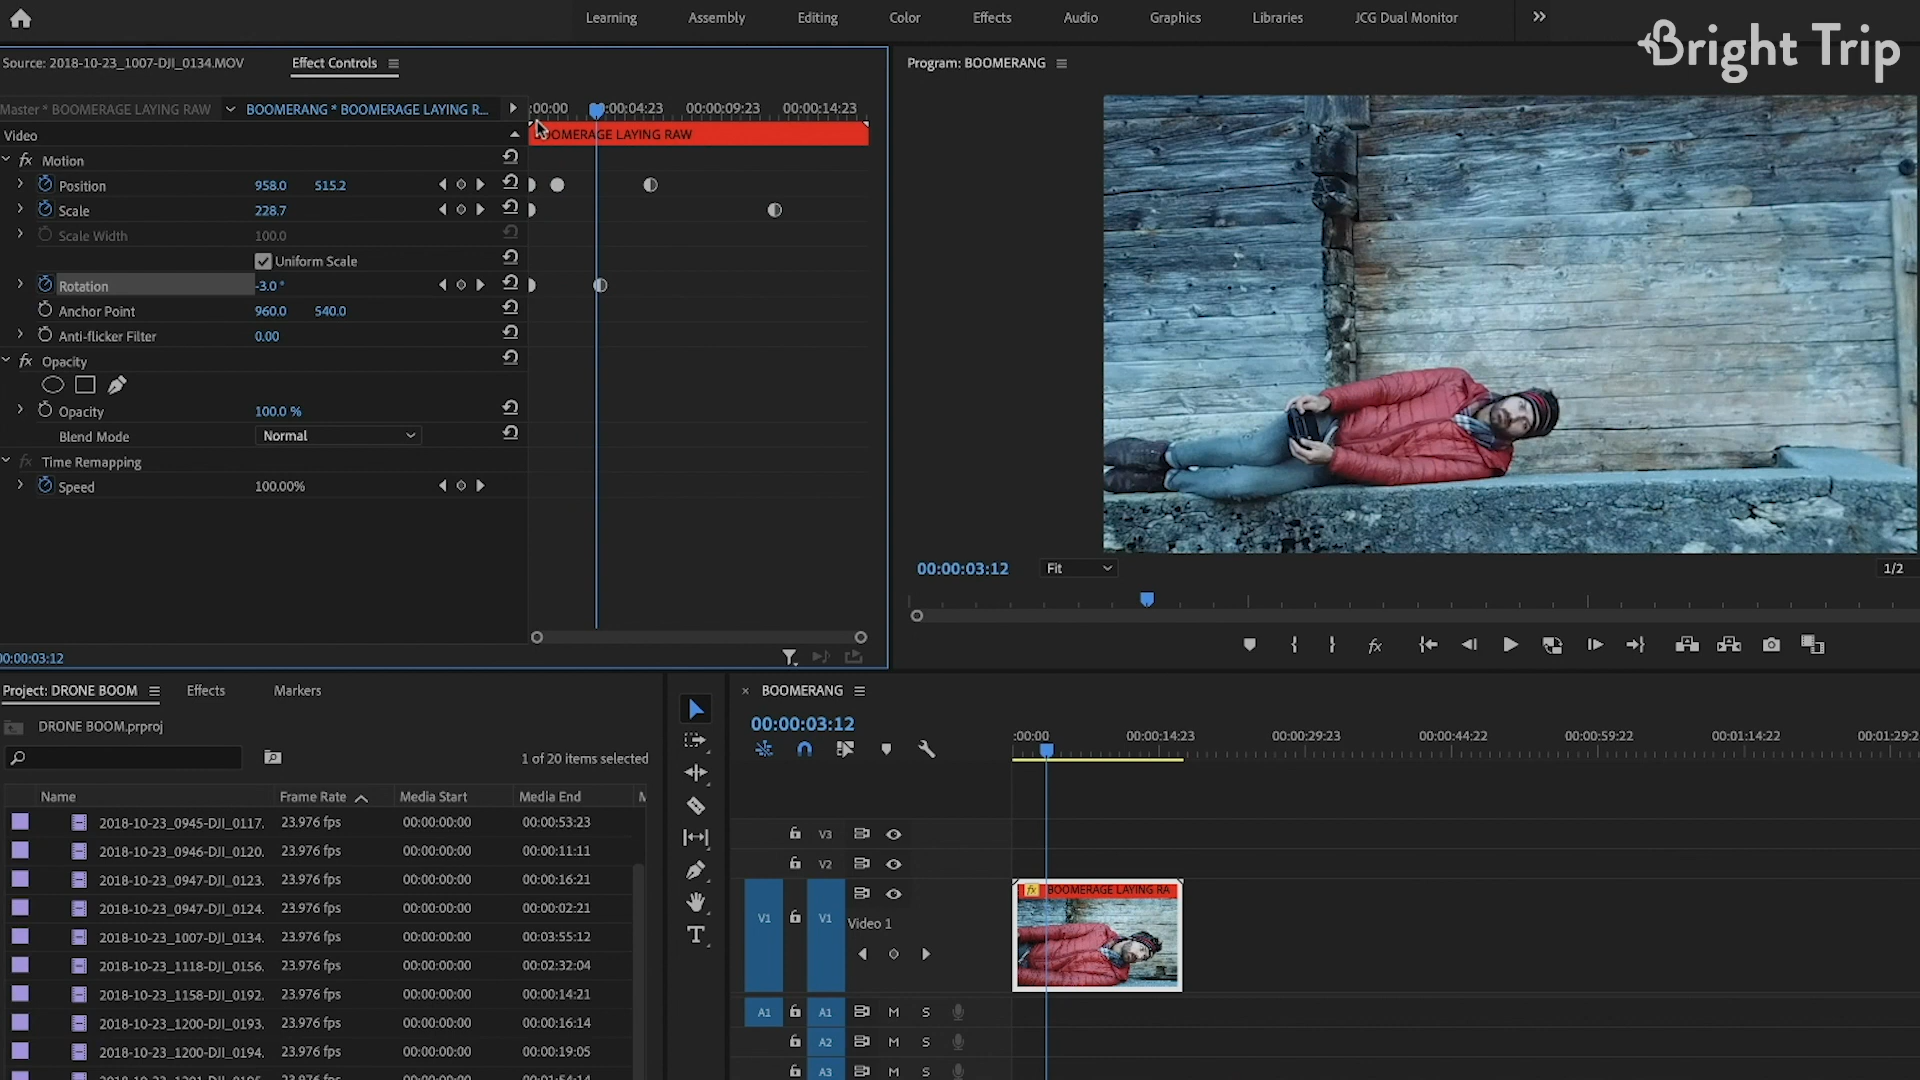 Learning Assembly Editing Color Effects Audio Graphics Libraries JCG Dual Monitor
Bright Trip
Source: 2018-10-23_1007-DJI_0134.MOV Effect Controls
Program: BOOMERANG
Master * BOOMERAGE LAYING RAW BOOMERANG * BOOMERAGE LAYING R...
:00:00 00:00:04:23 00:00:09:23 00:00:14:23
Video
BOOMERAGE LAYING RAW
fx Motion
Position 958.0 515.2
Scale 228.7
Scale Width 100.0
Uniform Scale
Rotation -3.0 °
Anchor Point 960.0 540.0
Anti-flicker Filter 0.00
fx Opacity
Opacity 100.0 %
Blend Mode Normal
fx Time Remapping
Speed 100.00%
00:00:03:12
00:00:03:12 Fit 1/2
fx
Project: DRONE BOOM Effects Markers
DRONE BOOM.prproj
1 of 20 items selected
Name Frame Rate Media Start Media End
2018-10-23_0945-DJI_0117. 23.976 fps 00:00:00:00 00:00:53:23
2018-10-23_0946-DJI_0120. 23.976 fps 00:00:00:00 00:00:11:11
2018-10-23_0947-DJI_0123. 23.976 fps 00:00:00:00 00:00:16:21
2018-10-23_0947-DJI_0124. 23.976 fps 00:00:00:00 00:00:02:21
2018-10-23_1007-DJI_0134. 23.976 fps 00:00:00:00 00:03:55:12
2018-10-23_1118-DJI_0156. 23.976 fps 00:00:00:00 00:02:32:04
2018-10-23_1158-DJI_0192. 23.976 fps 00:00:00:00 00:00:14:21
2018-10-23_1200-DJI_0193. 23.976 fps 00:00:00:00 00:00:16:14
2018-10-23_1200-DJI_0194. 23.976 fps 00:00:00:00 00:00:19:05
BOOMERANG
00:00:03:12
:00:00 00:00:14:23 00:00:29:23 00:00:44:22 00:00:59:22 00:01:14:22 00:01:29:2
V3
V2
fx BOOMERAGE LAYING RA
V1 V1 Video 1
A1 A1 M S
A2 M S
A3 M S